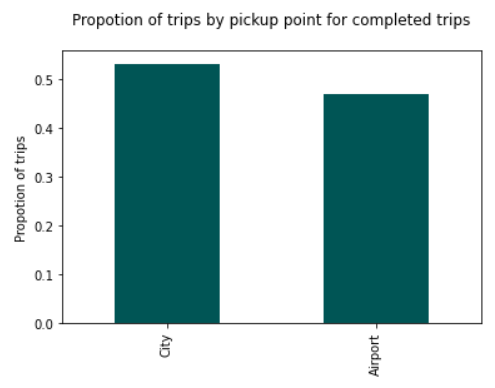 Propotion of trips by pickup point for completed trips
Propotion of trips
0.5
0.4
0.3
0.2
0.1
0.0
City
Airport